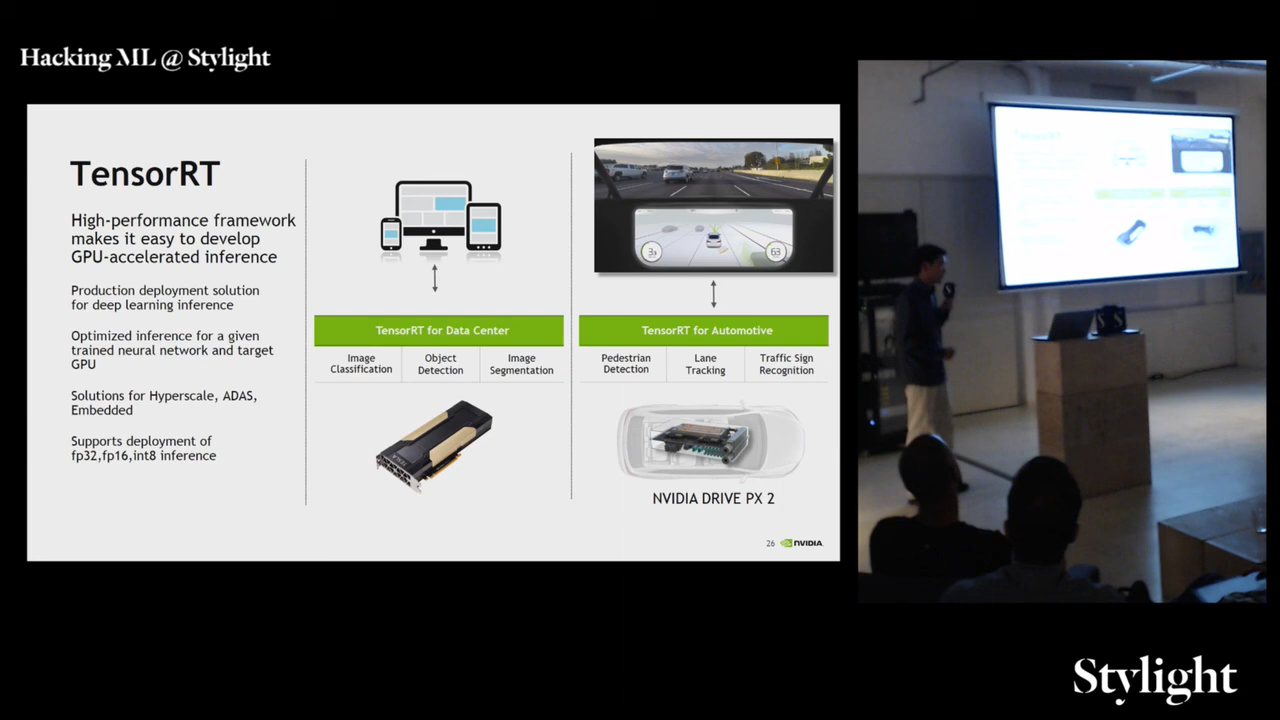 Hacking ML @ Stylight
TensorRT
High-performance framework
makes it easy to develop
GPU-accelerated inference
Production deployment solution
for deep learning inference
Optimized inference for a given
trained neural network and target
GPU
Solutions for Hyperscale, ADAS,
Embedded
Supports deployment of
fp32,fp16,int8 inference
TensorRT for Data Center
Image
Classification
Object
Detection
Image
Segmentation
TESLA
63
TensorRT for Automotive
Pedestrian
Detection
Lane
Tracking
Traffic Sign
Recognition
NVIDIA DRIVE PX 2
26
NVIDIA
TensorRT
Stylight